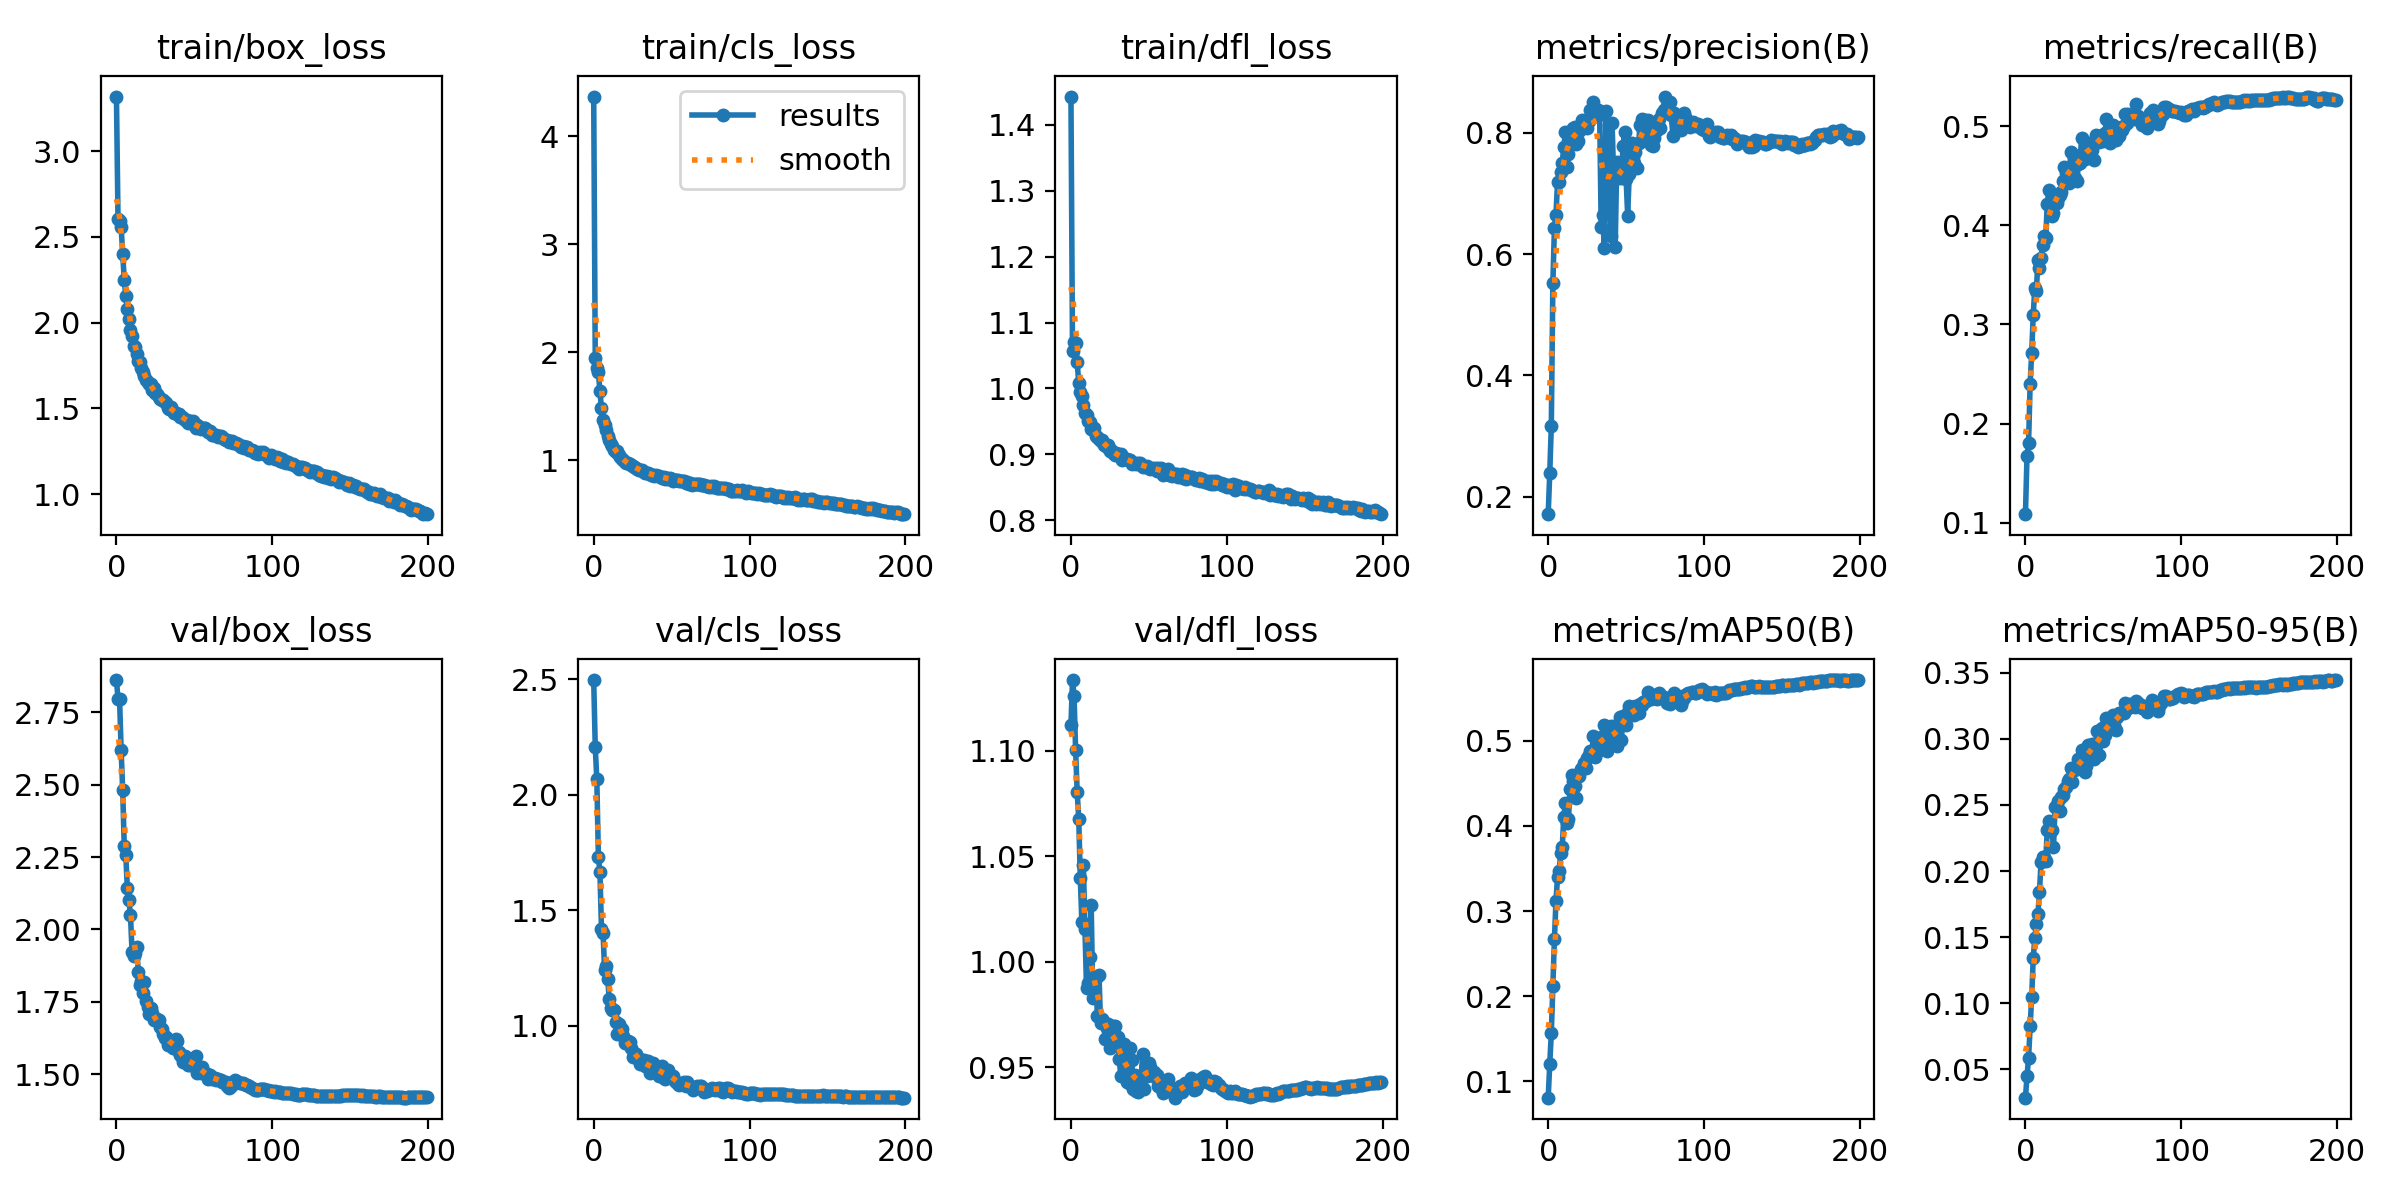 train/box_loss
3.0
2.5
2.0
1.5
1.0
0 100 200
train/cls_loss
results
smooth
4
3
2
1
0 100 200
train/dfl_loss
1.4
1.3
1.2
1.1
1.0
0.9
0.8
0 100 200
metrics/precision(B)
0.8
0.6
0.4
0.2
0 100 200
metrics/recall(B)
0.5
0.4
0.3
0.2
0.1
0 100 200
val/box_loss
2.75
2.50
2.25
2.00
1.75
1.50
0 100 200
val/cls_loss
2.5
2.0
1.5
1.0
0 100 200
val/dfl_loss
1.10
1.05
1.00
0.95
0 100 200
metrics/mAP50(B)
0.5
0.4
0.3
0.2
0.1
0 100 200
metrics/mAP50-95(B)
0.35
0.30
0.25
0.20
0.15
0.10
0.05
0 100 200